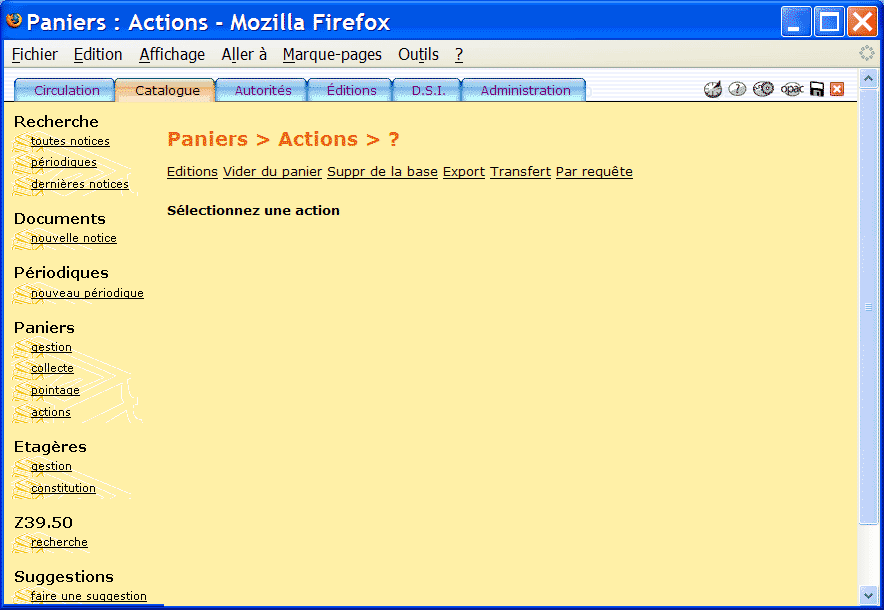 Paniers : Actions - Mozilla Firefox
Fichier Edition Affichage Aller à Marque-pages Outils ?
Circulation Catalogue Autorités Éditions D.S.I. Administration opac
Recherche
toutes notices
périodiques
dernières notices
Documents
nouvelle notice
Périodiques
nouveau périodique
Paniers
gestion
collecte
pointage
actions
Etagères
gestion
constitution
Z39.50
recherche
Suggestions
faire une suggestion
Paniers > Actions > ?
Editions Vider du panier Suppr de la base Export Transfert Par requête
Sélectionnez une action